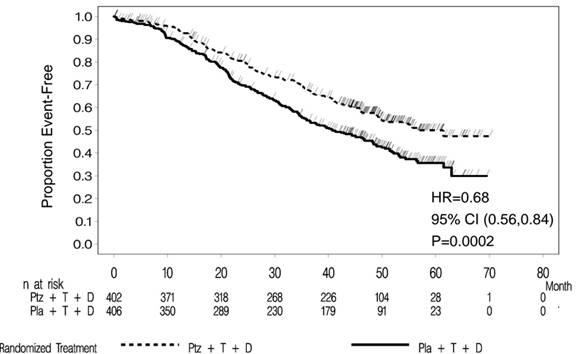 Proportion Event-Free
1.0
0.9
0.8
0.7
0.6
0.5
0.4
0.3
0.2
0.1
0.0
HR=0.68
95% CI (0.56,0.84)
P=0.0002
0 10 20 30 40 50 60 70 80
n at risk Month
Ptz + T + D 402 371 318 268 226 104 28 1 0
Pla + T + D 406 350 289 230 179 91 23 0 0
Randomized Treatment Ptz + T + D Pla + T + D